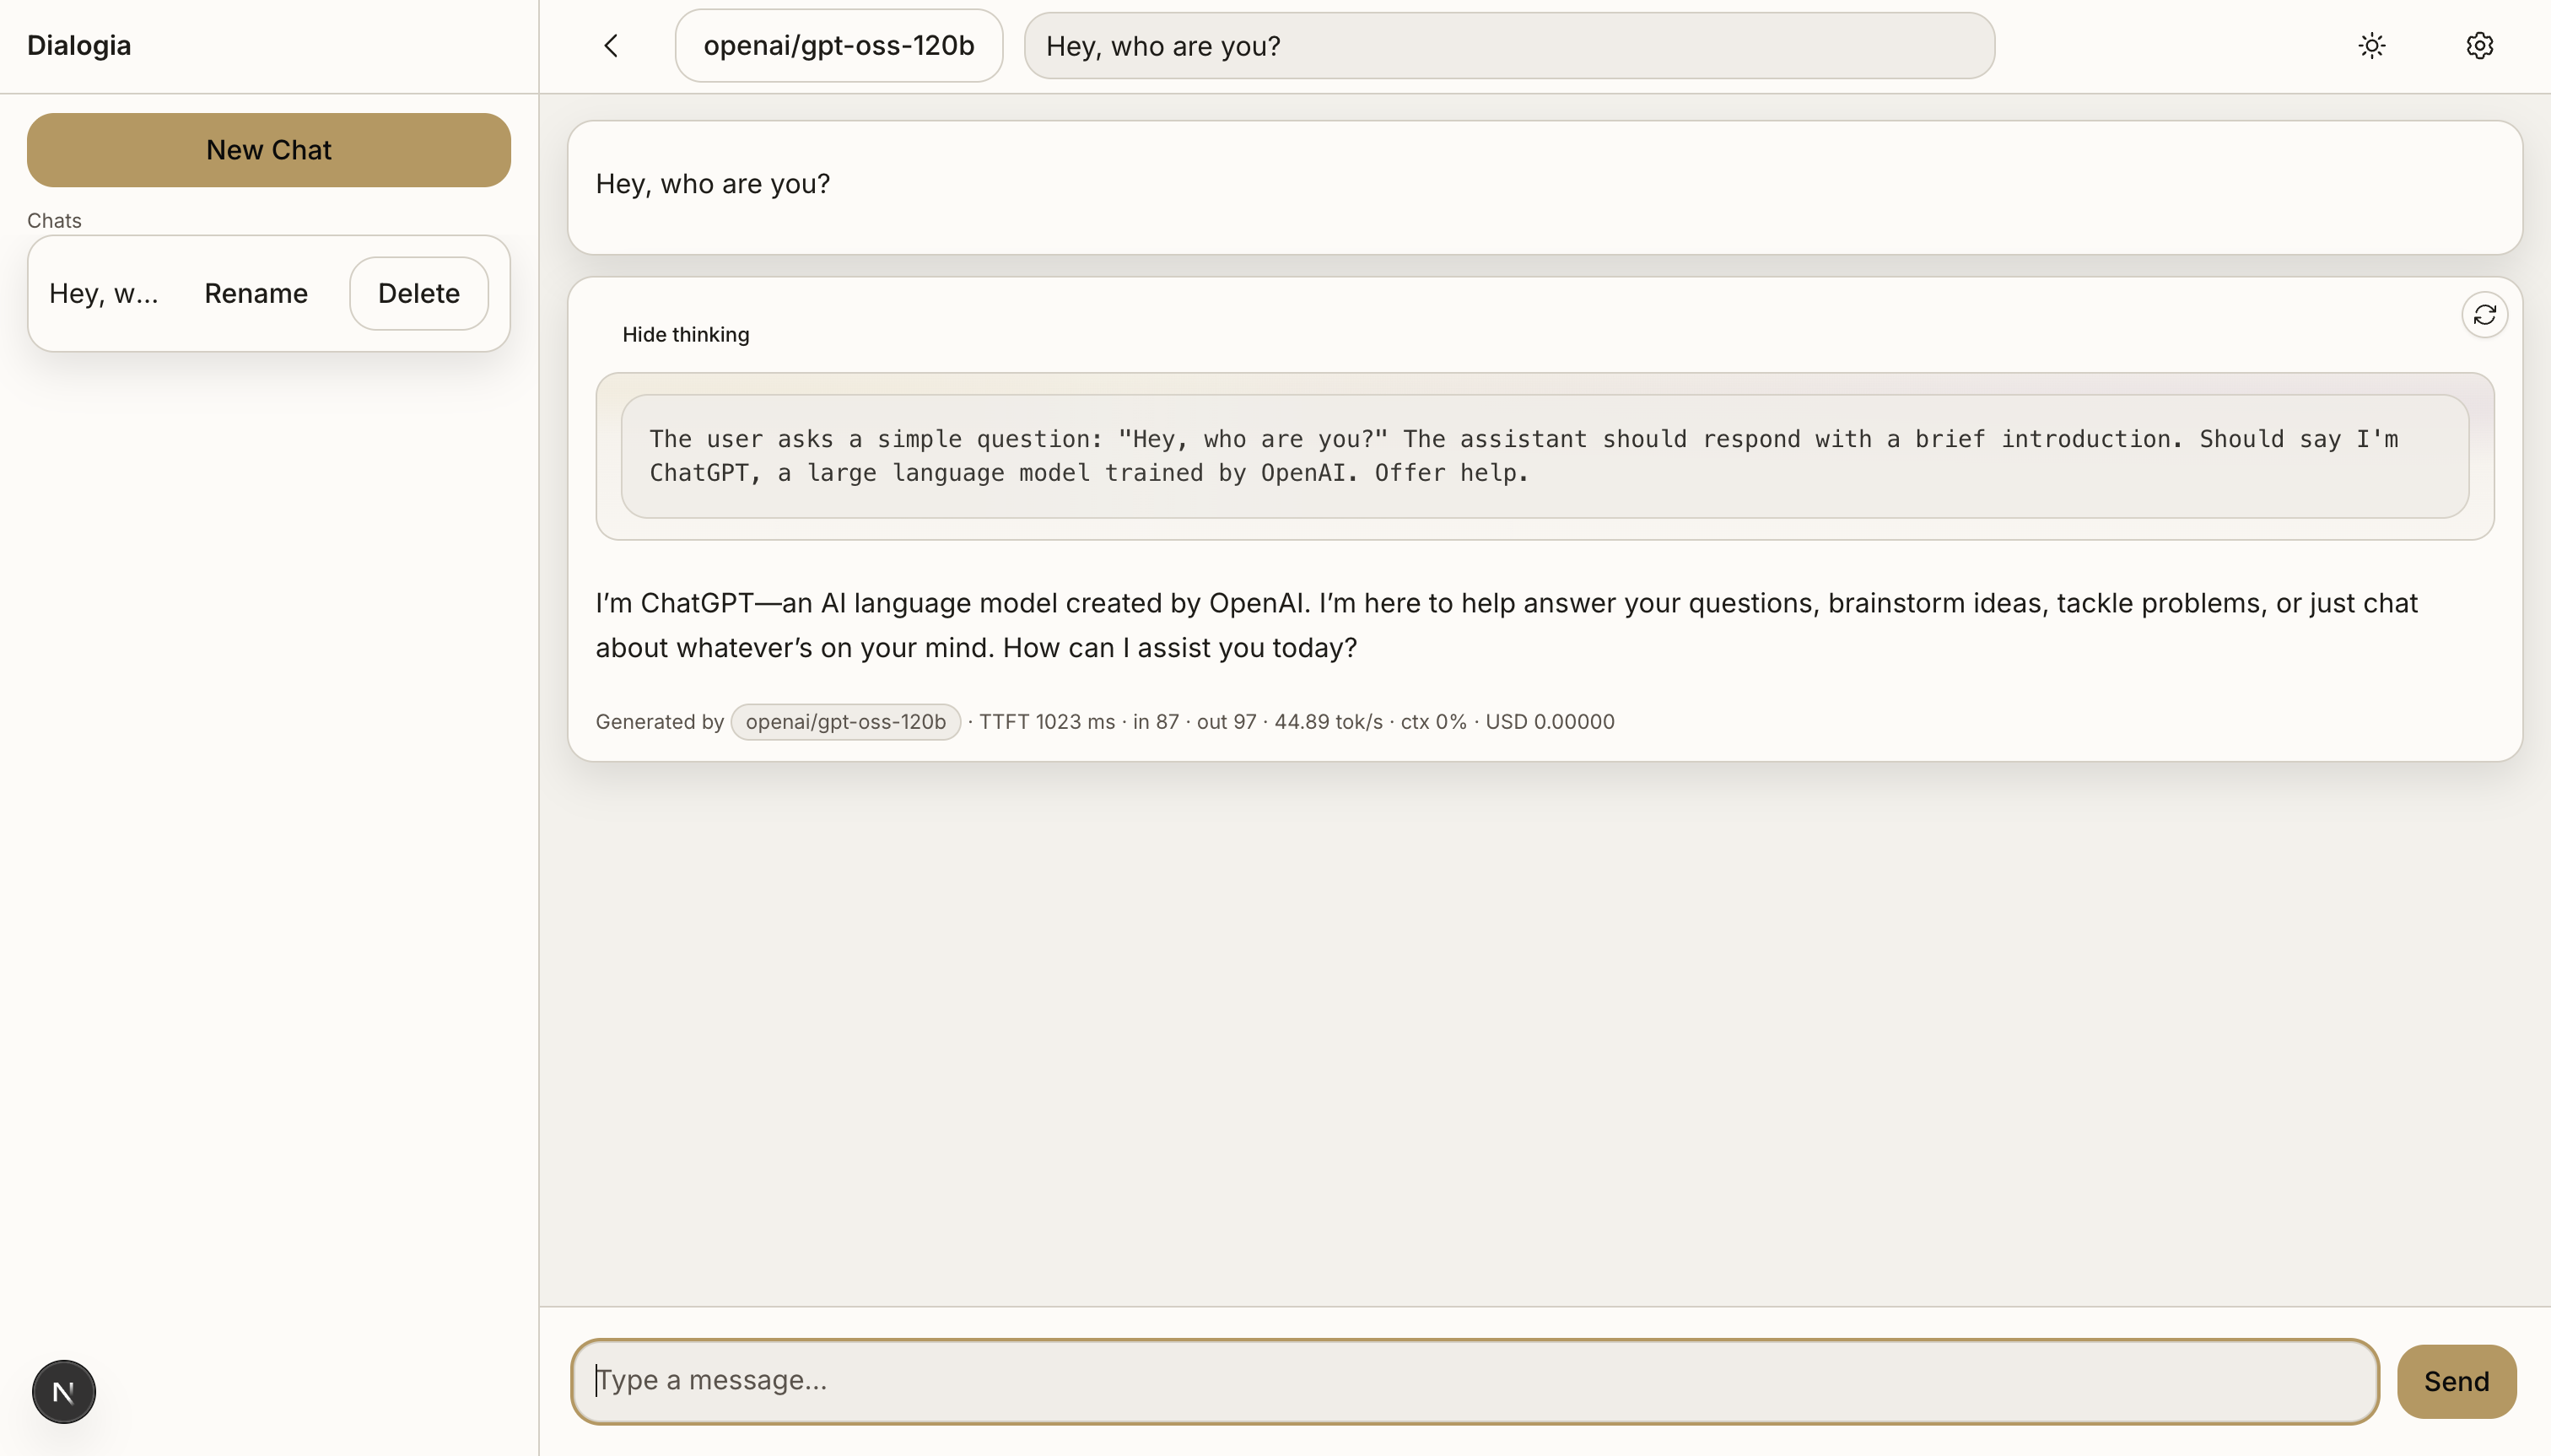 Dialogia
openai/gpt-oss-120b
Hey, who are you?
New Chat
Chats
Hey, w...
Rename
Delete
Hey, who are you?
Hide thinking
The user asks a simple question: "Hey, who are you?" The assistant should respond with a brief introduction. Should say I'm
ChatGPT, a large language model trained by OpenAI. Offer help.
I’m ChatGPT—an AI language model created by OpenAI. I’m here to help answer your questions, brainstorm ideas, tackle problems, or just chat
about whatever’s on your mind. How can I assist you today?
Generated by openai/gpt-oss-120b · TTFT 1023 ms · in 87 · out 97 · 44.89 tok/s · ctx 0% · USD 0.00000
Type a message...
Send
N